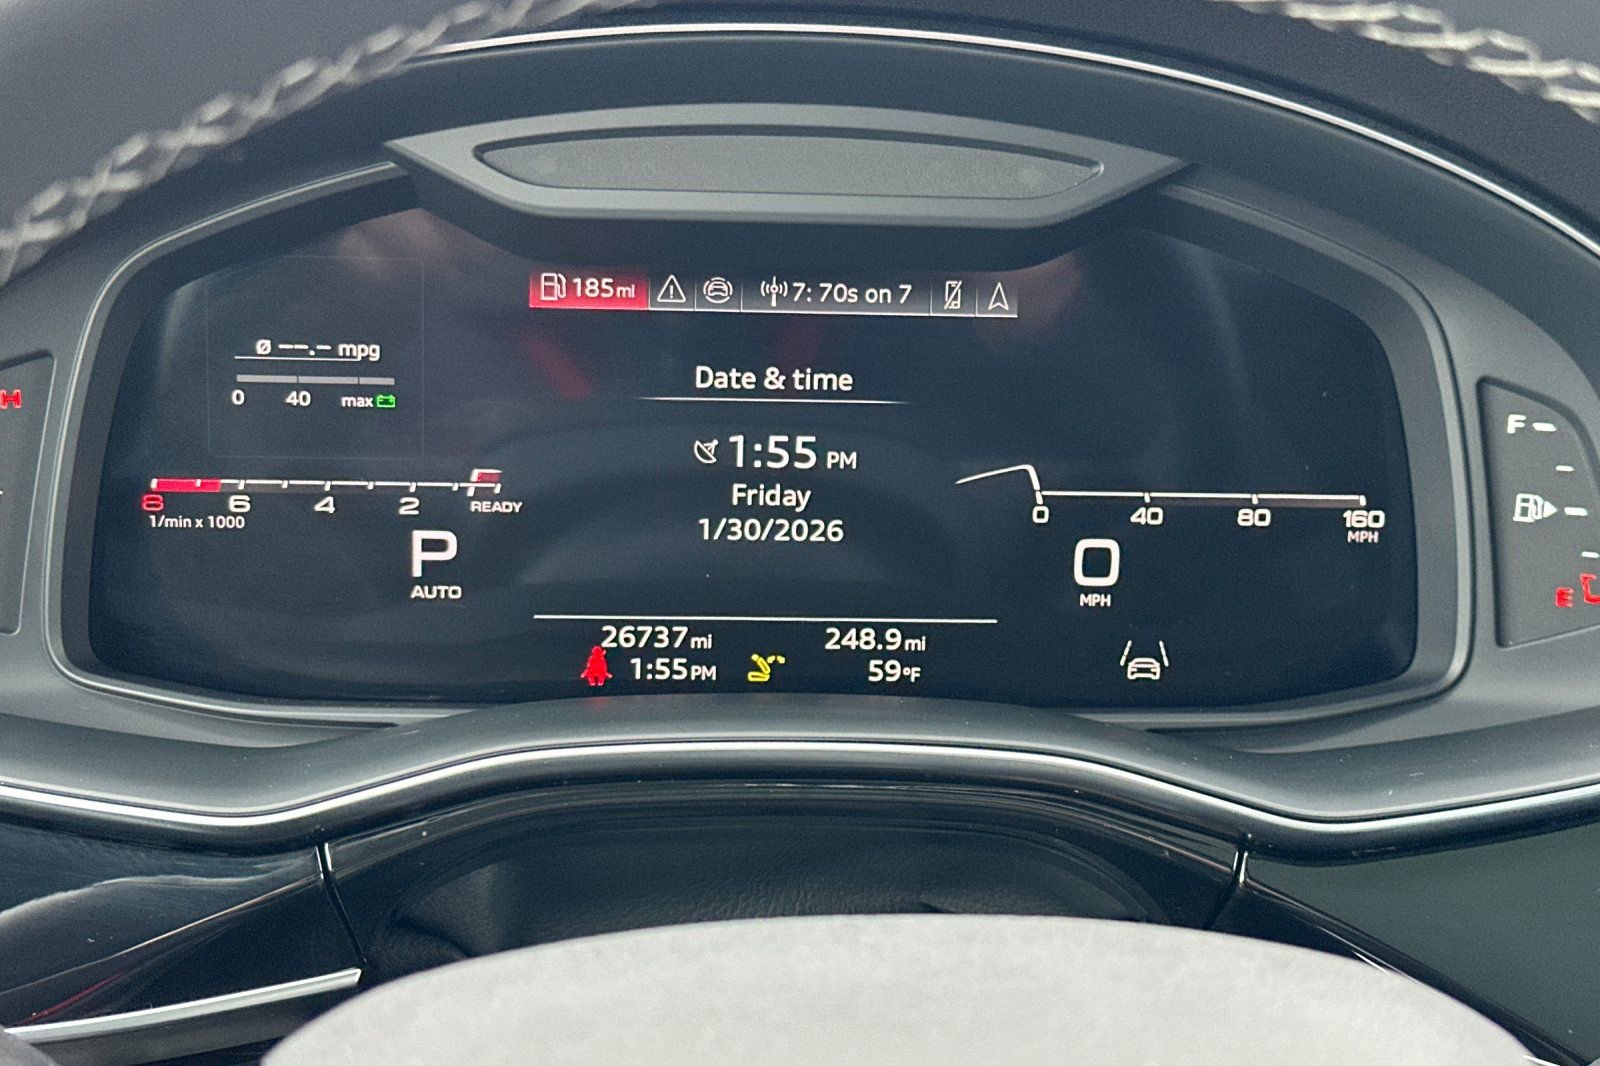 185mi 7: 70s on 7
Ø --.- mpg
0 40 max
Date & time
1:55 PM
Friday
1/30/2026
8 6 4 2 READY
1/min x 1000
P
AUTO
0 40 80 160
MPH
0
MPH
26737mi 248.9mi
1:55PM 59°F
H
F
E